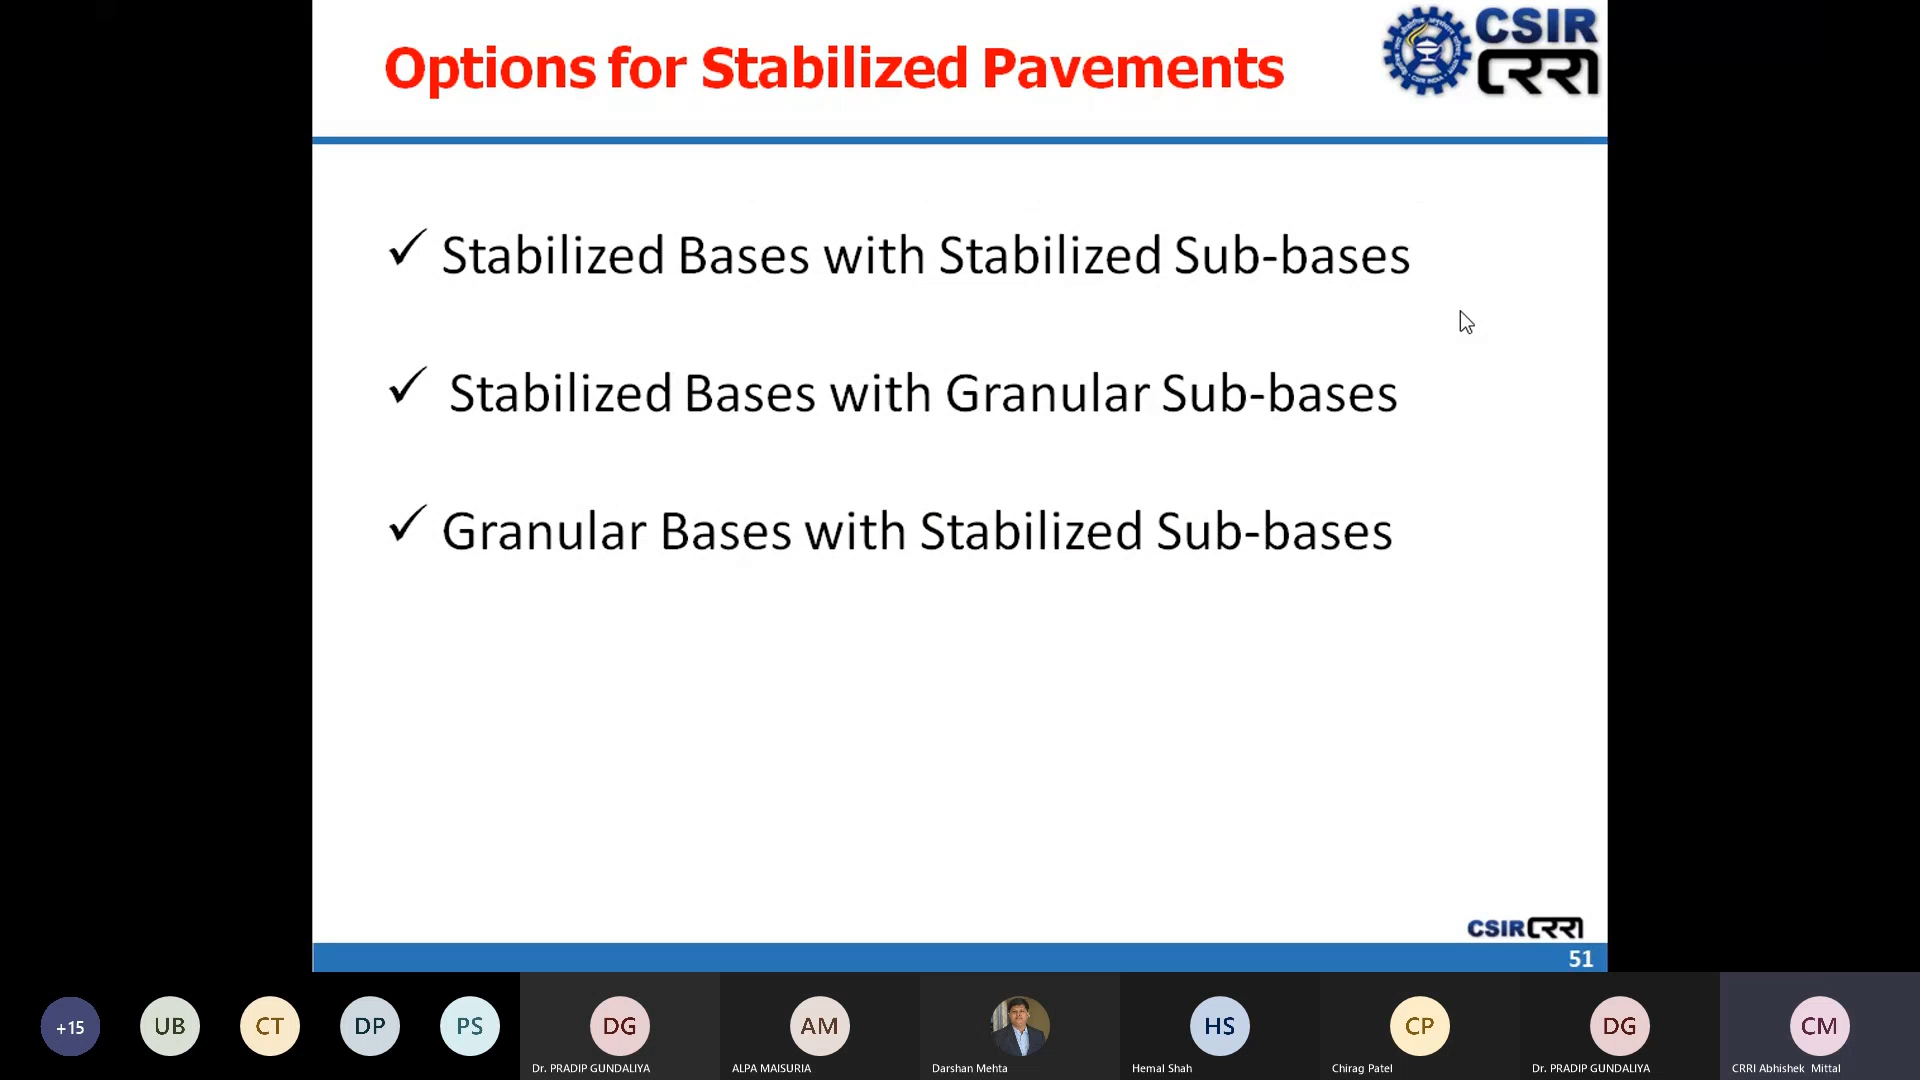 Options for Stabilized Pavements
CSIR
CRRI
✓ Stabilized Bases with Stabilized Sub-bases
✓ Stabilized Bases with Granular Sub-bases
✓ Granular Bases with Stabilized Sub-bases
CSIR CRRI
51
+15
UB
CT
DP
PS
DG
AM
HS
CP
DG
CM
Dr. PRADIP GUNDALIYA
ALPA MAISURIA
Darshan Mehta
Hemal Shah
Chirag Patel
Dr. PRADIP GUNDALIYA
CRRI Abhishek Mittal